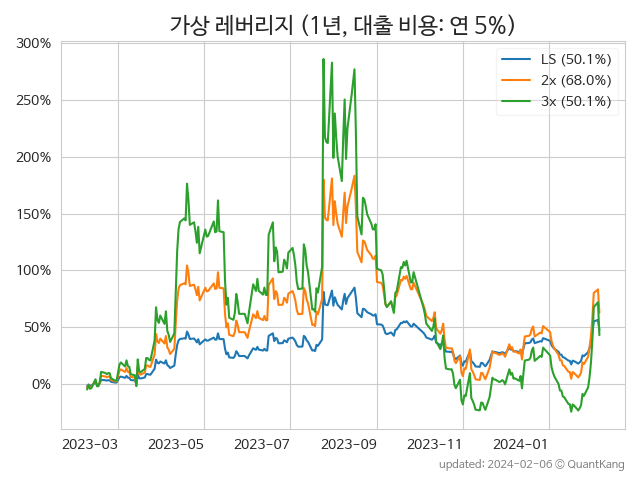 가상 레버리지 (1년, 대출 비용: 연 5%)
300%
250%
200%
150%
100%
50%
0%
LS (50.1%)
2x (68.0%)
3x (50.1%)
2023-03
2023-05
2023-07
2023-09
2023-11
2024-01
updated: 2024-02-06 © QuantKang